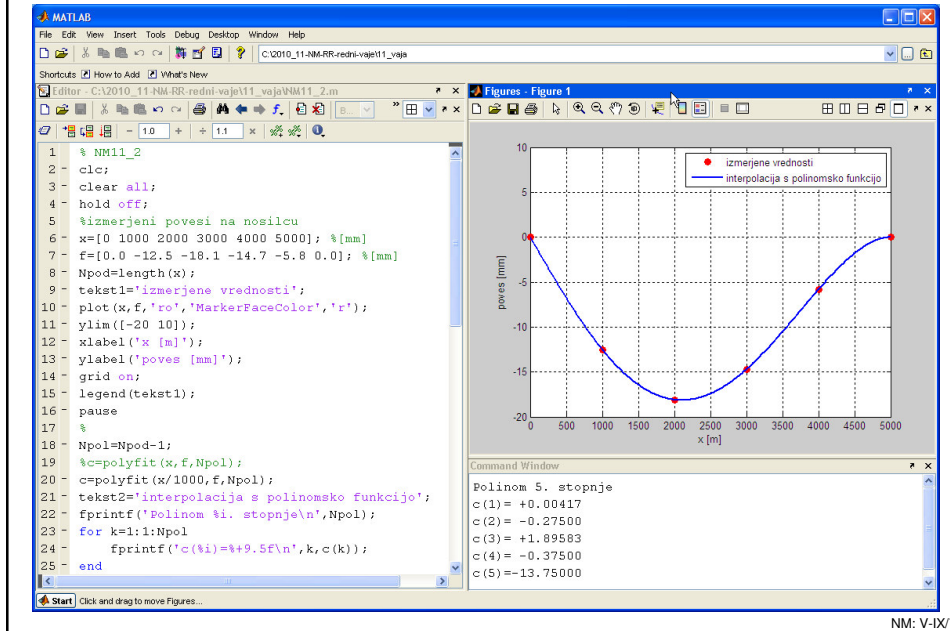 MATLAB
File Edit View Insert Tools Debug Desktop Window Help
C:\2010_11-NM-RR-redni-vaje\11_vaja
Shortcuts How to Add What's New
Editor - C:\2010_11-NM-RR-redni-vaje\11_vaja\NM11_2.m
B...
1.0 1.1
1 % NM11_2
2 - clc;
3 - clear all;
4 - hold off;
5 %izmerjeni povesi na nosilcu
6 - x=[0 1000 2000 3000 4000 5000]; %[mm]
7 - f=[0.0 -12.5 -18.1 -14.7 -5.8 0.0]; %[mm]
8 - Npod=length(x);
9 - tekst1='izmerjene vrednosti';
10 - plot(x,f,'ro','MarkerFaceColor','r');
11 - ylim([-20 10]);
12 - xlabel('x [m]');
13 - ylabel('poves [mm]');
14 - grid on;
15 - legend(tekst1);
16 - pause
17 %
18 - Npol=Npod-1;
19 %c=polyfit(x,f,Npol);
20 - c=polyfit(x/1000,f,Npol);
21 - tekst2='interpolacija s polinomsko funkcijo';
22 - fprintf('Polinom %i. stopnje\n',Npol);
23 - for k=1:1:Npol
24 - fprintf('c(%i)=%+9.5f\n',k,c(k));
25 - end
Figures - Figure 1
izmerjene vrednosti
interpolacija s polinomsko funkcijo
10
5
0
-5
-10
-15
-20
poves [mm]
0 500 1000 1500 2000 2500 3000 3500 4000 4500 5000
x [m]
Command Window
Polinom 5. stopnje
c(1)= +0.00417
c(2)= -0.27500
c(3)= +1.89583
c(4)= -0.37500
c(5)=-13.75000
Start Click and drag to move Figures...
NM: V-IX/